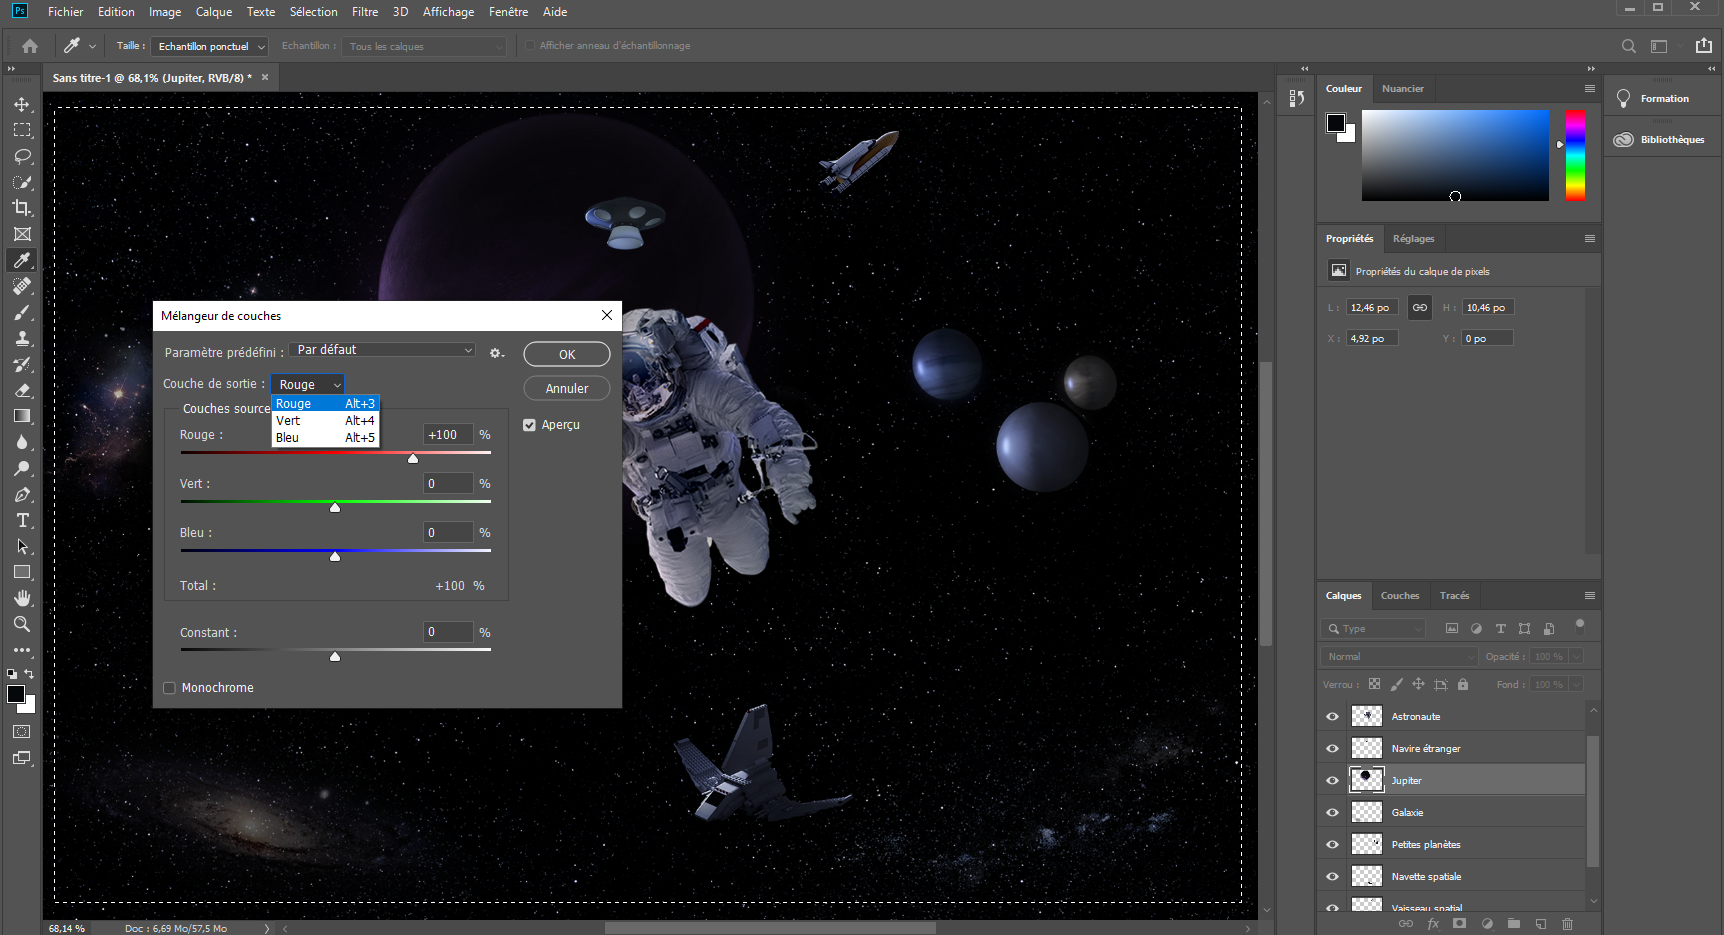 Ps Fichier Edition Image Calque Texte Sélection Filtre 3D Affichage Fenêtre Aide
Taille : Echantillon ponctuel Echantillon : Tous les calques Afficher anneau d'échantillonnage
Sans titre-1 @ 68,1% (Jupiter, RVB/8) *
Mélangeur de couches
Paramètre prédéfini : Par défaut
OK
Couche de sortie : Rouge
Annuler
Rouge Alt+3
Vert Alt+4
Bleu Alt+5
Couches source
Aperçu
Rouge : +100 %
Vert : 0 %
Bleu : 0 %
Total : +100 %
Constant : 0 %
Monochrome
68,14 % Doc : 6,69 Mo/57,5 Mo
Couleur Nuancier
Propriétés Réglages
Propriétés du calque de pixels
L : 12,46 po H : 10,46 po
X : 4,92 po Y : 0 po
Calques Couches Tracés
Type
Normal Opacité : 100 %
Verrou : Fond : 100 %
Astronaute
Navire étranger
Jupiter
Galaxie
Petites planètes
Navette spatiale
Vaisseau spatial
fx
Formation
Bibliothèques